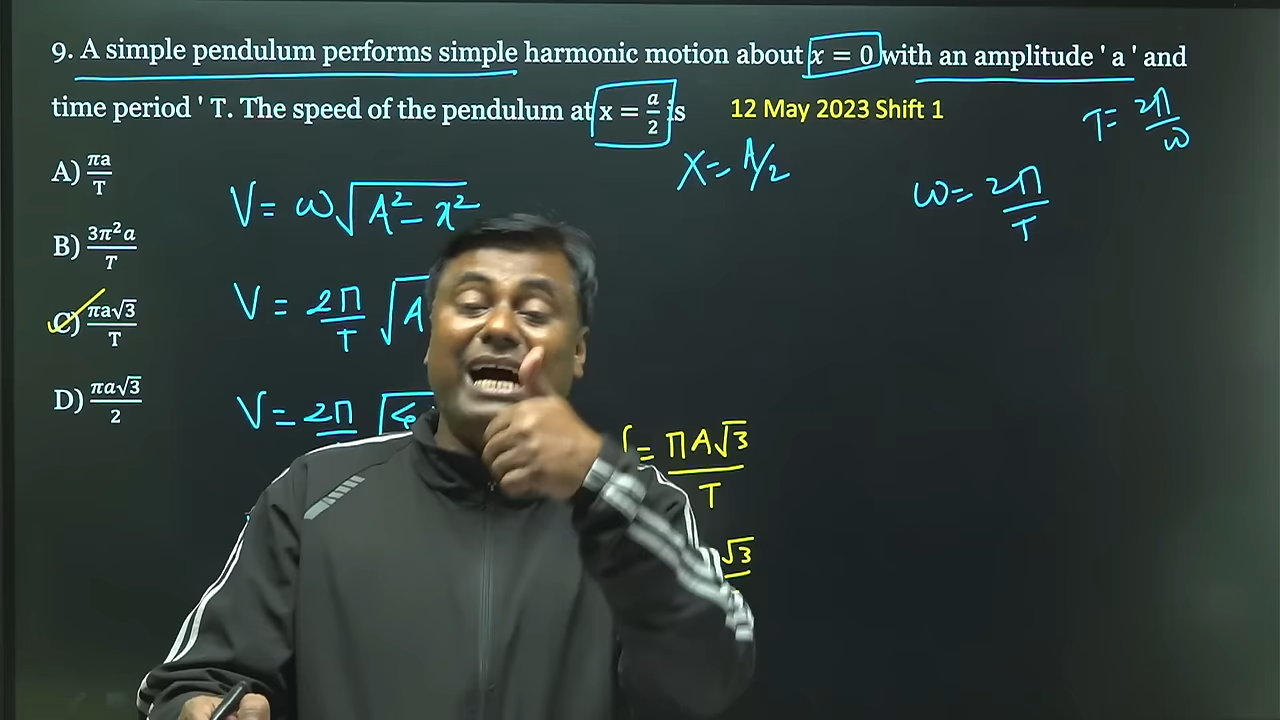 9. A simple pendulum performs simple harmonic motion about x = 0 with an amplitude ' a ' and
time period ' T. The speed of the pendulum at x = a/2 is
12 May 2023 Shift 1
T = 2π/ω
x = A/2
ω = 2π/T
A) πa/T
B) 3π²a/T
C) πa√3/T
D) πa√3/2
V = ω√A² - x²
V = 2π/T √A
V = 2π √
= πA√3/T
√3